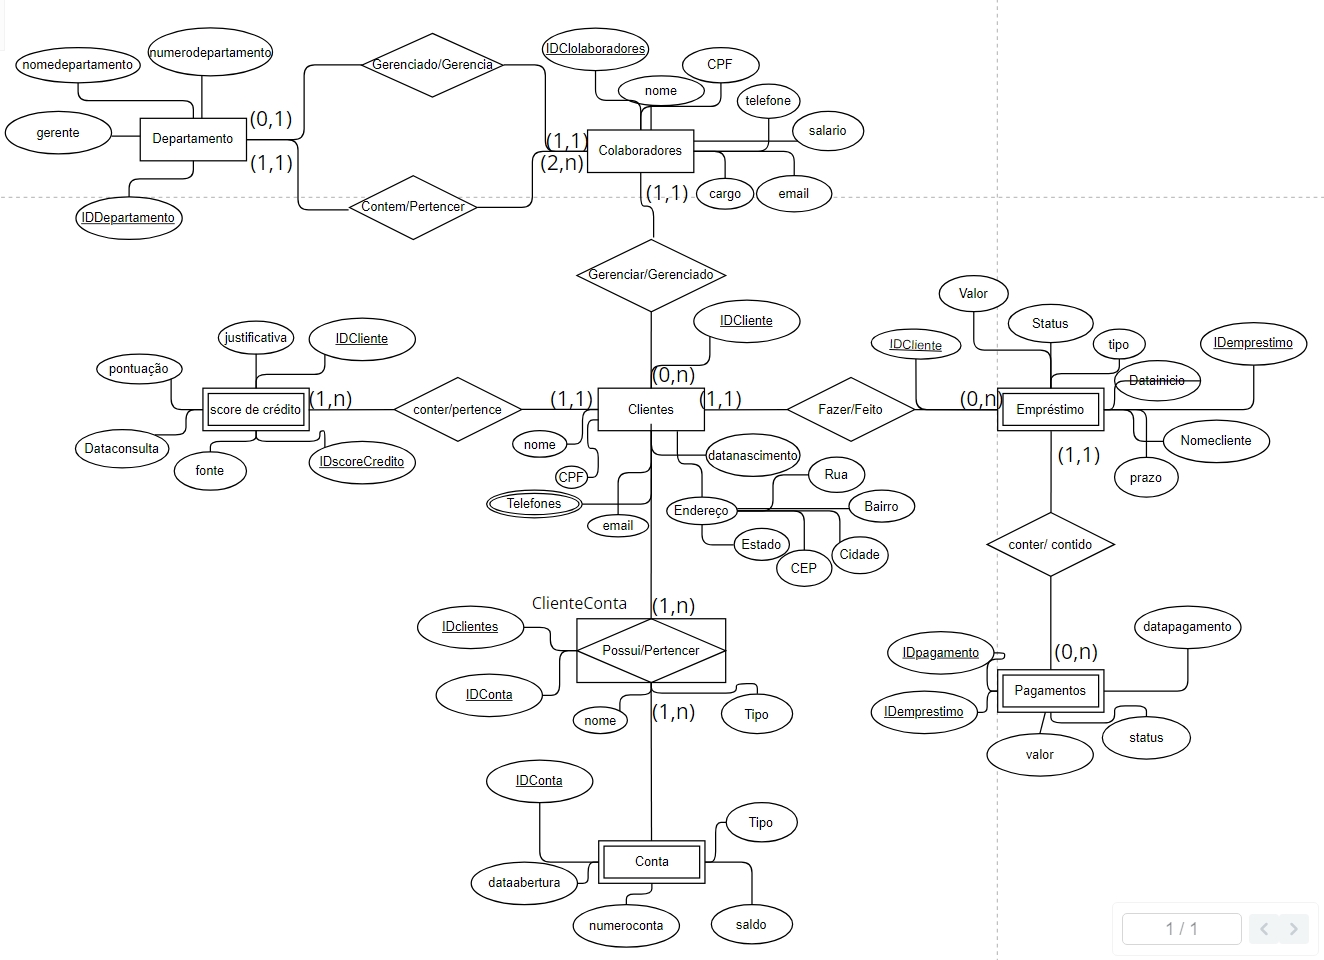 numerodepartamento
nomedepartamento
gerente
Departamento
IDDepartamento
(0,1)
(1,1)
Gerenciado/Gerencia
Contem/Pertencer
IDClolaboradores
CPF
nome
telefone
salario
(1,1)
(2,n)
Colaboradores
cargo
email
(1,1)
Gerenciar/Gerenciado
IDCliente
(0,n)
justificativa
IDCliente
pontuação
score de crédito
(1,n)
Dataconsulta
fonte
IDscoreCredito
conter/pertence
(1,1)
Clientes
(1,1)
nome
CPF
Telefones
email
datanascimento
Endereço
Rua
Bairro
Estado
CEP
Cidade
Fazer/Feito
(0,n)
Valor
Status
IDCliente
tipo
IDemprestimo
Datainicio
Empréstimo
Nomecliente
prazo
(1,1)
conter/ contido
(0,n)
datapagamento
IDpagamento
Pagamentos
IDemprestimo
valor
status
ClienteConta
(1,n)
IDclientes
Possui/Pertencer
IDConta
nome
(1,n)
Tipo
IDConta
Tipo
Conta
dataabertura
numeroconta
saldo
1 / 1